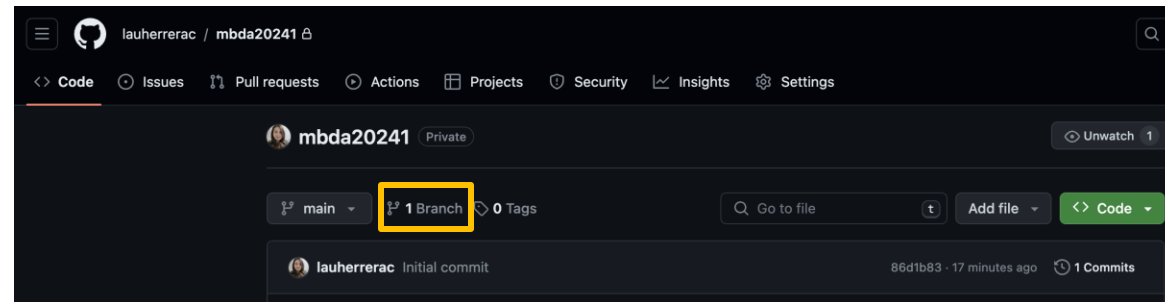 lauherrerac / mbda20241
Code Issues Pull requests Actions Projects Security Insights Settings
mbda20241 Private Unwatch 1
main 1 Branch 0 Tags Go to file t Add file Code
lauherrerac Initial commit 86d1b83 · 17 minutes ago 1 Commits